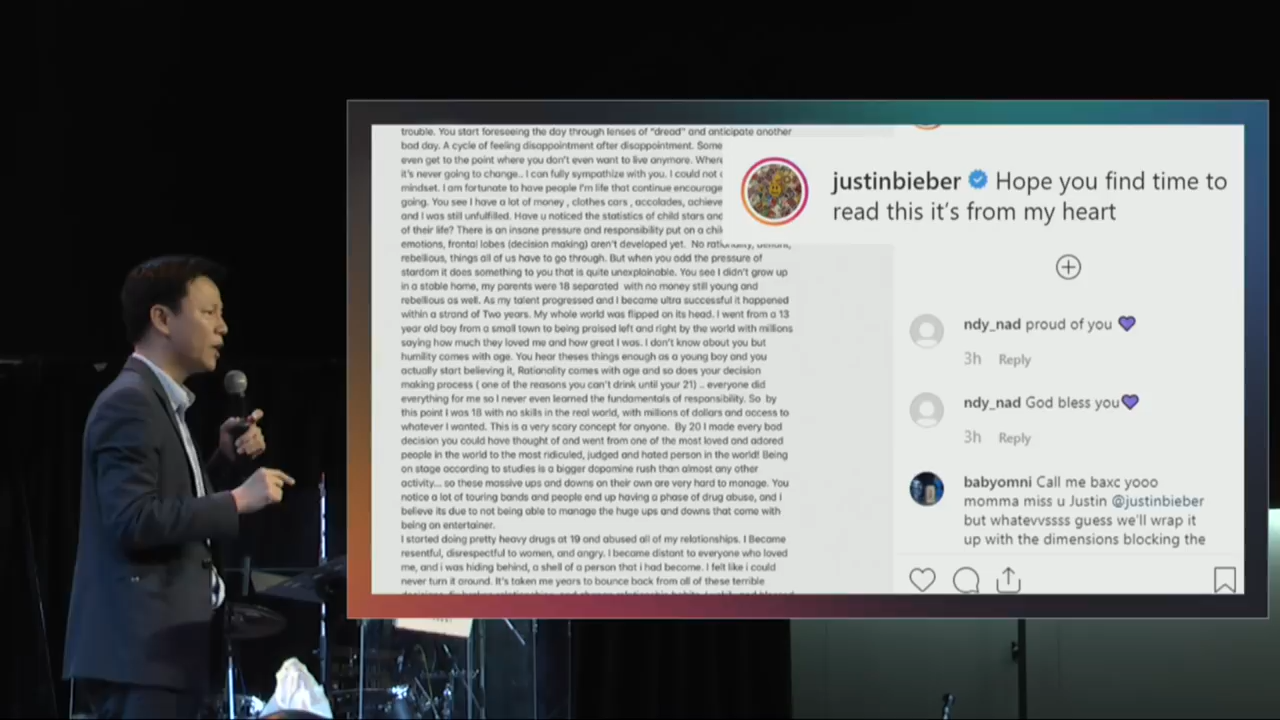 trouble. You start foreseeing the day through lenses of "dread" and anticipate another
bad day. A cycle of feeling disappointment after disappointment. Some
even get to the point where you don't even want to live anymore. Where
it's never going to change.. I can fully sympathize with you. I could not
mindset. I am fortunate to have people I'm life that continue encourage
going. You see I have a lot of money , clothes cars , accolades, achieve
and I was still unfulfilled. Have u noticed the statistics of child stars and
of their life? There is an insane pressure and responsibility put on a chil
emotions, frontal lobes (decision making) aren't developed yet. No rationality, defiant,
rebellious, things all of us have to go through. But when you add the pressure of
stardom it does something to you that is quite unexplainable. You see I didn't grow up
in a stable home, my parents were 18 separated with no money still young and
rebellious as well. As my talent progressed and I became ultra successful it happened
within a strand of Two years. My whole world was flipped on its head. I went from a 13
year old boy from a small town to being praised left and right by the world with millions
saying how much they loved me and how great I was. I don't know about you but
humility comes with age. You hear theses things enough as a young boy and you
actually start believing it, Rationality comes with age and so does your decision
making process ( one of the reasons you can't drink until your 21) .. everyone did
everything for me so I never even learned the fundamentals of responsibility. So by
this point I was 18 with no skills in the real world, with millions of dollars and access to
whatever I wanted. This is a very scary concept for anyone. By 20 I made every bad
decision you could have thought of and went from one of the most loved and adored
people in the world to the most ridiculed, judged and hated person in the world! Being
on stage according to studies is a bigger dopamine rush than almost any other
activity... so these massive ups and downs on their own are very hard to manage. You
notice a lot of touring bands and people end up having a phase of drug abuse, and I
believe its due to not being able to manage the huge ups and downs that come with
being an entertainer.
I started doing pretty heavy drugs at 19 and abused all of my relationships. I Became
resentful, disrespectful to women, and angry. I became distant to everyone who loved
me, and i was hiding behind, a shell of a person that i had become. I felt like i could
never turn it around. It's taken me years to bounce back from all of these terrible
justinbieber Hope you find time to
read this it's from my heart
ndy_nad proud of you 💜
3h Reply
ndy_nad God bless you💜
3h Reply
babyomni Call me baxc yooo
momma miss u Justin @justinbieber
but whatevvssss guess we'll wrap it
up with the dimensions blocking the